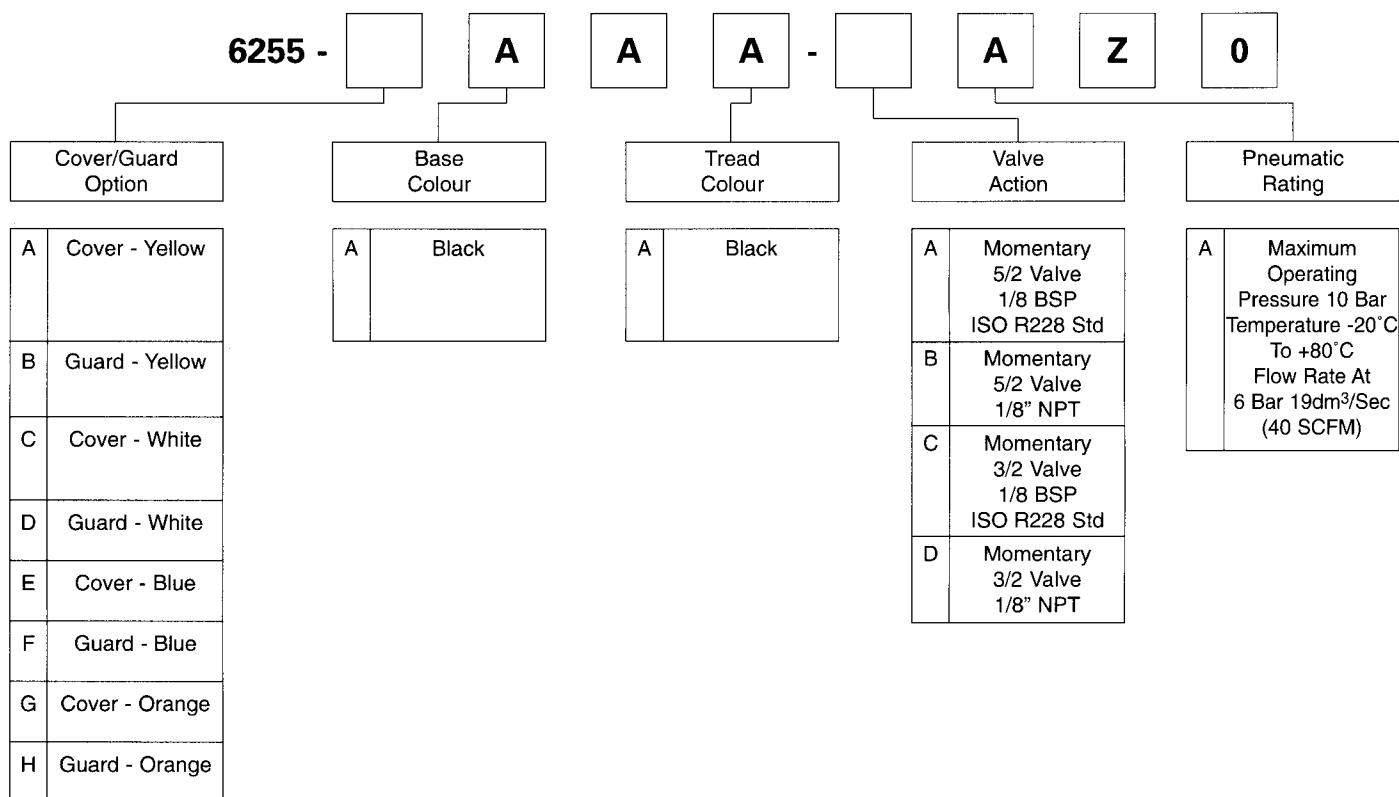 6255 - A A A - A Z 0
Cover/Guard
Option
Base
Colour
Tread
Colour
Valve
Action
Pneumatic
Rating
A Cover - Yellow
B Guard - Yellow
C Cover - White
D Guard - White
E Cover - Blue
F Guard - Blue
G Cover - Orange
H Guard - Orange
A Black
A Black
A Momentary
5/2 Valve
1/8 BSP
ISO R228 Std
B Momentary
5/2 Valve
1/8” NPT
C Momentary
3/2 Valve
1/8 BSP
ISO R228 Std
D Momentary
3/2 Valve
1/8” NPT
A Maximum
Operating
Pressure 10 Bar
Temperature -20˚C
To +80˚C
Flow Rate At
6 Bar 19dm³/Sec
(40 SCFM)